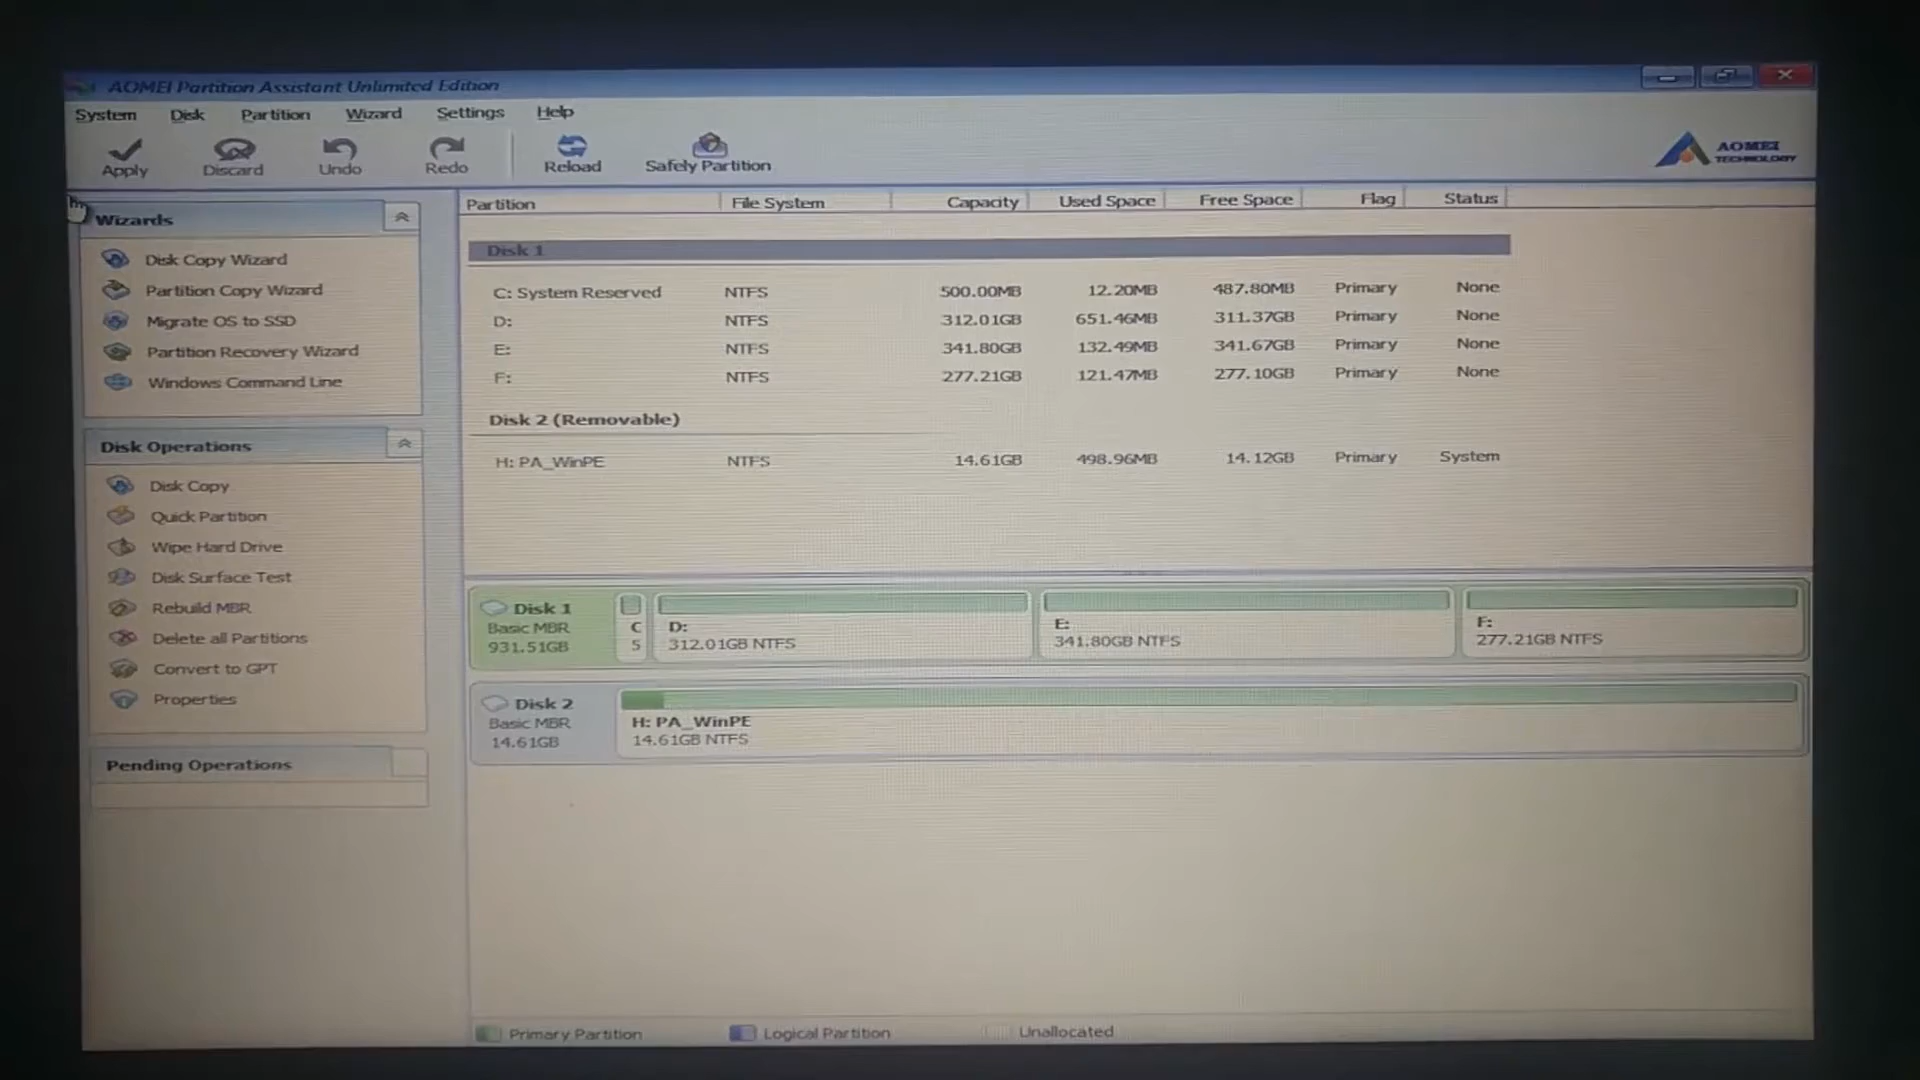 AOMEI Partition Assistant Unlimited Edition
System Disk Partition Wizard Settings Help
Apply Discard Undo Redo Reload Safely Partition
AOMEI
TECHNOLOGY
Wizards
Disk Copy Wizard
Partition Copy Wizard
Migrate OS to SSD
Partition Recovery Wizard
Windows Command Line
Disk Operations
Disk Copy
Quick Partition
Wipe Hard Drive
Disk Surface Test
Rebuild MBR
Delete all Partitions
Convert to GPT
Properties
Pending Operations
Partition File System Capacity Used Space Free Space Flag Status
Disk 1
C: System Reserved NTFS 500.00MB 12.20MB 487.80MB Primary None
D: NTFS 312.01GB 651.46MB 311.37GB Primary None
E: NTFS 341.80GB 132.49MB 341.67GB Primary None
F: NTFS 277.21GB 121.47MB 277.10GB Primary None
Disk 2 (Removable)
H: PA_WinPE NTFS 14.61GB 498.96MB 14.12GB Primary System
Disk 1
Basic MBR
931.51GB
C
5
D:
312.01GB NTFS
E:
341.80GB NTFS
F:
277.21GB NTFS
Disk 2
Basic MBR
14.61GB
H: PA_WinPE
14.61GB NTFS
Primary Partition Logical Partition Unallocated